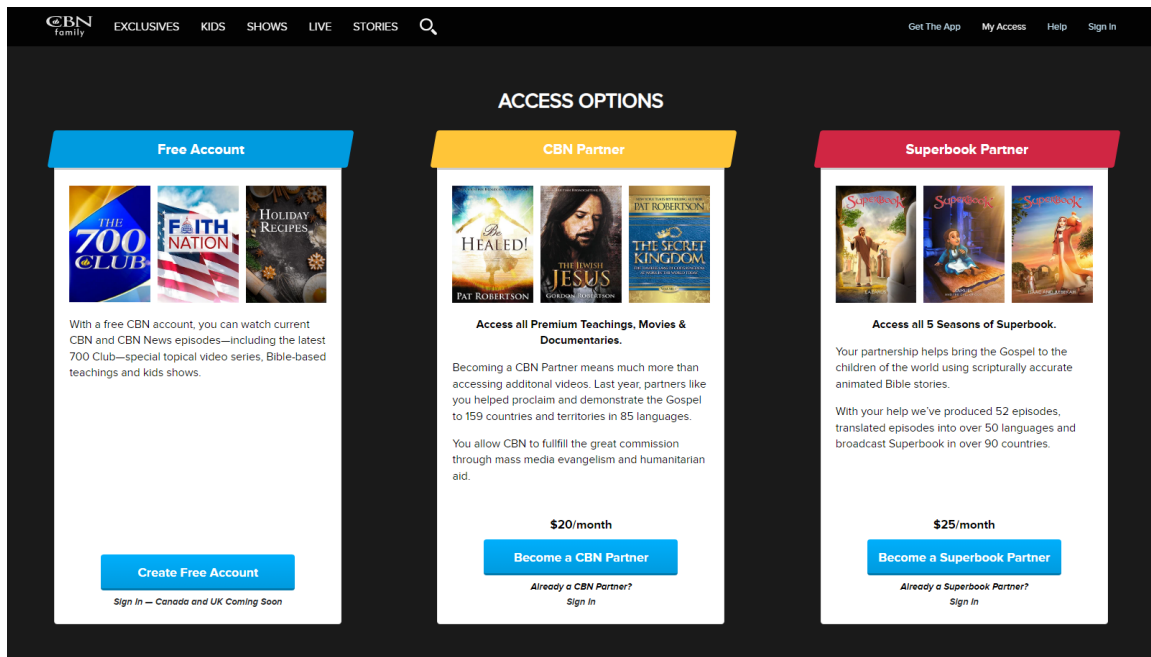 CBN
family
EXCLUSIVES KIDS SHOWS LIVE STORIES
Get The App My Access Help Sign In
ACCESS OPTIONS
Free Account
THE
700
CLUB
FAITH
NATION
HOLIDAY
RECIPES
With a free CBN account, you can watch current
CBN and CBN News episodes—including the latest
700 Club—special topical video series, Bible-based
teachings and kids shows.
Create Free Account
Sign In — Canada and UK Coming Soon
CBN Partner
Be
HEALED!
PAT ROBERTSON
THE JEWISH
JESUS
GORDON ROBERTSON
PAT ROBERTSON
THE SECRET
KINGDOM
Access all Premium Teachings, Movies &
Documentaries.
Becoming a CBN Partner means much more than
accessing additonal videos. Last year, partners like
you helped proclaim and demonstrate the Gospel
to 159 countries and territories in 85 languages.
You allow CBN to fullfill the great commission
through mass media evangelism and humanitarian
aid.
$20/month
Become a CBN Partner
Already a CBN Partner?
Sign In
Superbook Partner
SUPERBOOK
SUPERBOOK
SUPERBOOK
Access all 5 Seasons of Superbook.
Your partnership helps bring the Gospel to the
children of the world using scripturally accurate
animated Bible stories.
With your help we've produced 52 episodes,
translated episodes into over 50 languages and
broadcast Superbook in over 90 countries.
$25/month
Become a Superbook Partner
Already a Superbook Partner?
Sign In